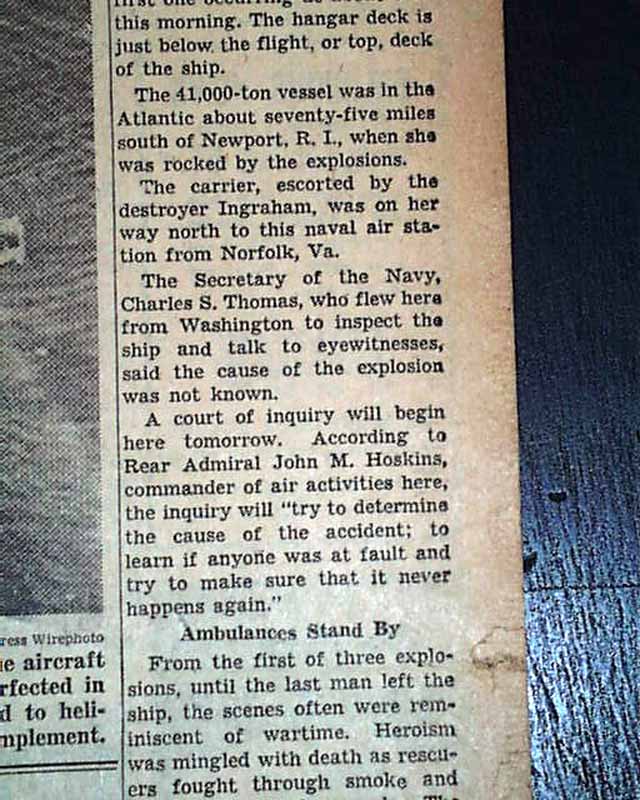 this morning. The hangar deck is
just below the flight, or top, deck
of the ship.
The 41,000-ton vessel was in the
Atlantic about seventy-five miles
south of Newport, R. I., when she
was rocked by the explosions.
The carrier, escorted by the
destroyer Ingraham, was on her
way north to this naval air sta-
tion from Norfolk, Va.
The Secretary of the Navy,
Charles S. Thomas, who flew here
from Washington to inspect the
ship and talk to eyewitnesses,
said the cause of the explosion
was not known.
A court of inquiry will begin
here tomorrow. According to
Rear Admiral John M. Hoskins,
commander of air activities here,
the inquiry will "try to determine
the cause of the accident; to
learn if anyone was at fault and
try to make sure that it never
happens again."
Ambulances Stand By
From the first of three explo-
sions, until the last man left the
ship, the scenes often were rem-
iniscent of wartime. Heroism
was mingled with death as rescu-
ers fought through smoke and
ress Wirephoto
e aircraft
rfected in
d to heli-
mplement.